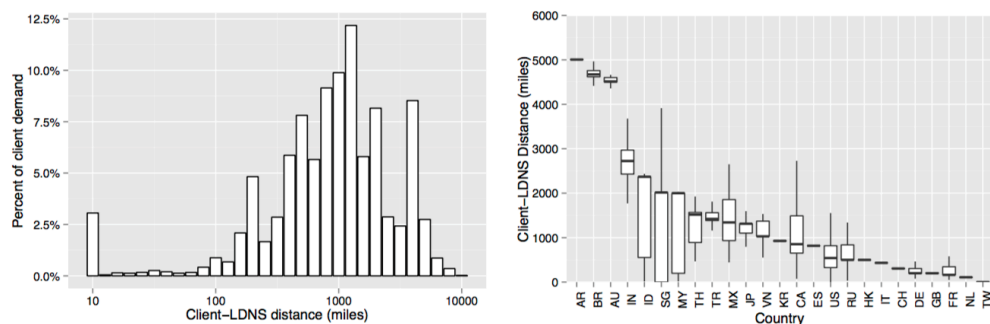 12.5%
10.0%
7.5%
5.0%
2.5%
0.0%
Percent of client demand
10 100 1000 10000
Client-LDNS distance (miles)
6000
5000
4000
3000
2000
1000
0
Client-LDNS Distance (miles)
AR BR AU IN ID SG MY TH TR MX JP VN KR CA ES US RU HK IT CH DE GB FR NL TW
Country